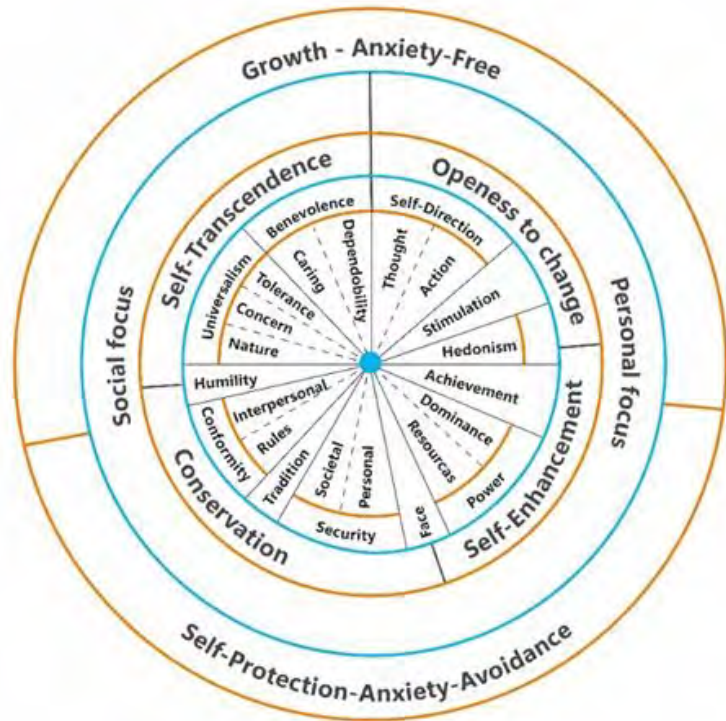 Growth - Anxiety-Free
Self-Transcendence
Openess to change
Social focus
Personal focus
Benevolence
Self-Direction
Universalism
Tolerance
Caring
Dependobility
Thought
Action
Stimulation
Concern
Nature
Hedonism
Humility
Achievement
Interpersonal
Dominance
Conformity
Rules
Resourcas
Tradition
Societal
Personal
Face
Power
Security
Conservation
Self-Enhancement
Self-Protection-Anxiety-Avoidance